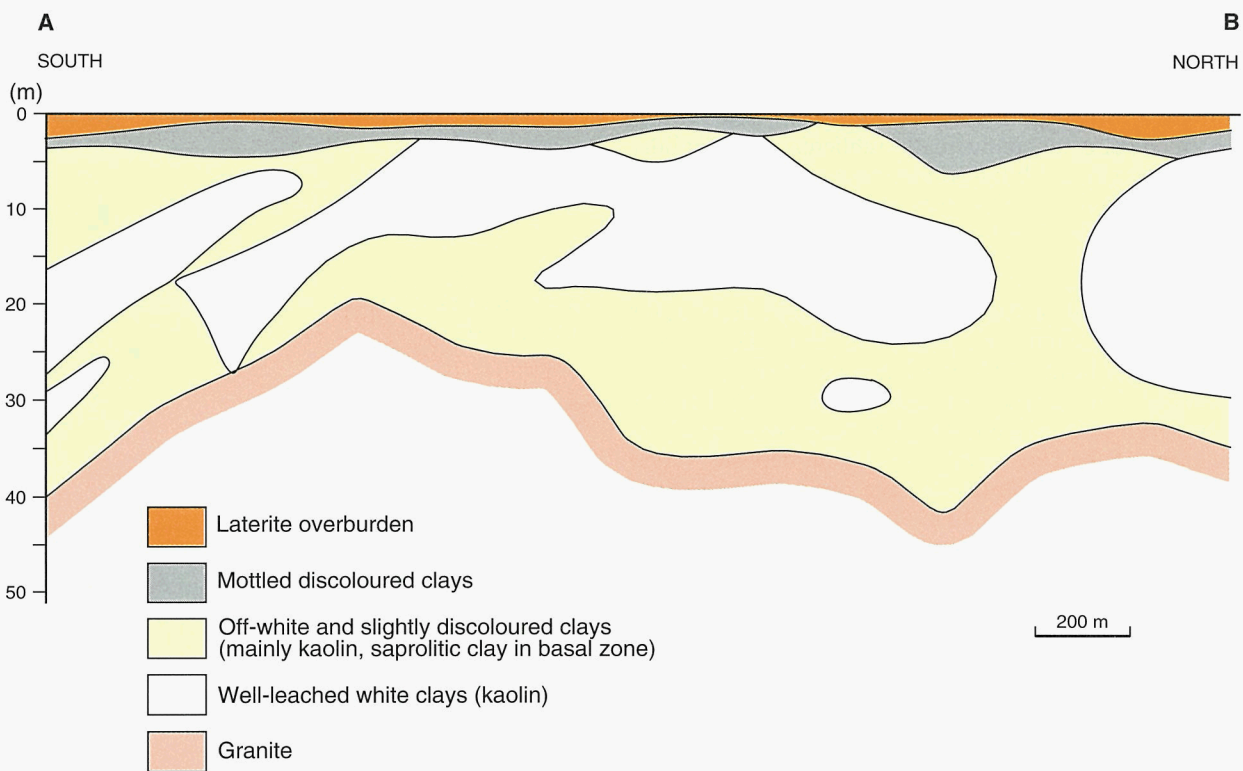 A
B
SOUTH
NORTH
(m)
0
10
20
30
40
50
Laterite overburden
Mottled discoloured clays
Off-white and slightly discoloured clays
(mainly kaolin, saprolitic clay in basal zone)
Well-leached white clays (kaolin)
Granite
200 m